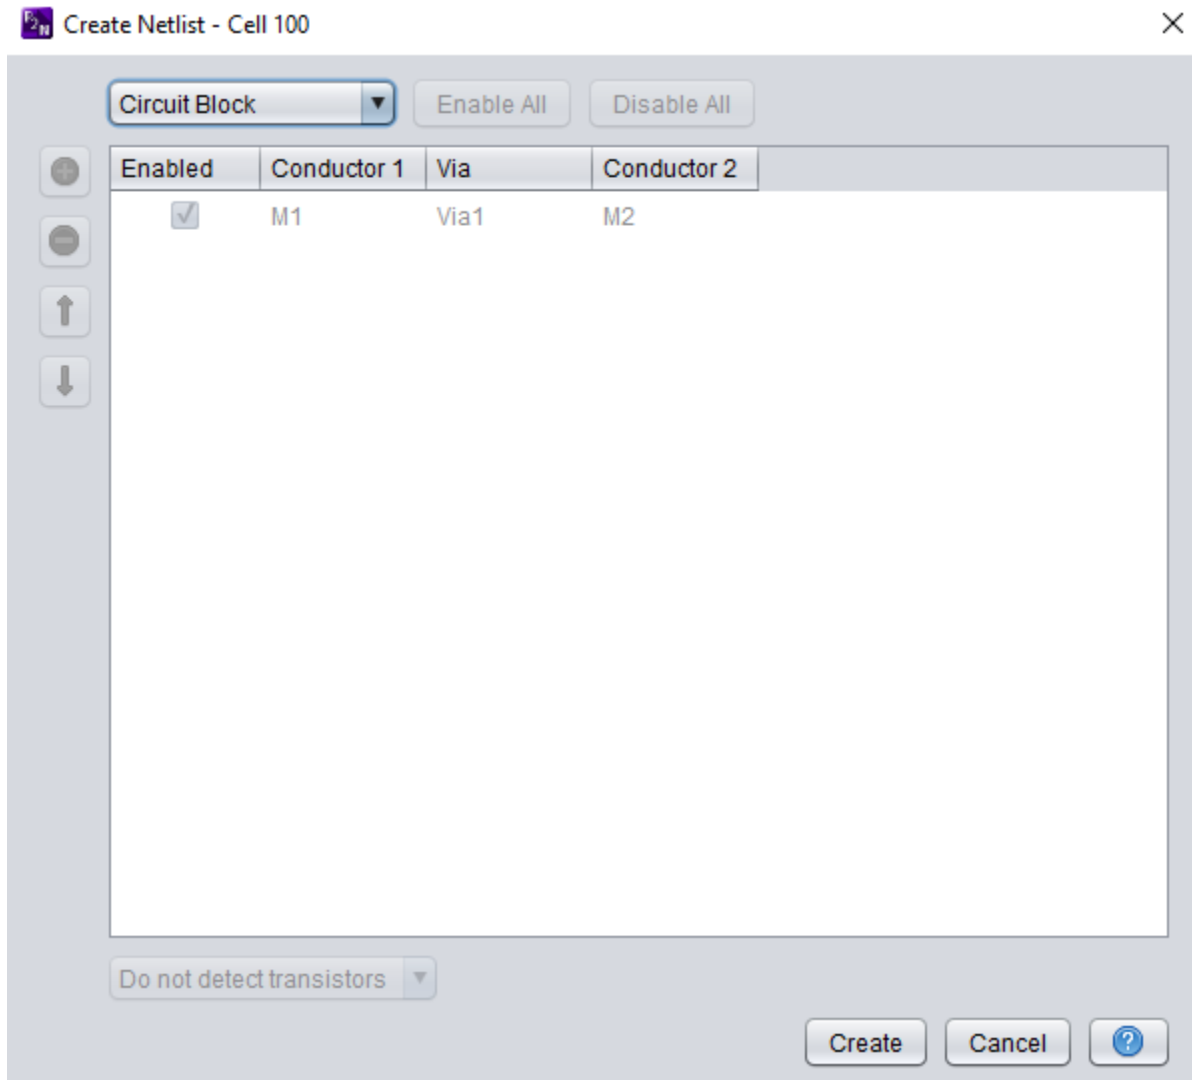 P2N Create Netlist - Cell 100
Circuit Block Enable All Disable All
Enabled Conductor 1 Via Conductor 2
M1 Via1 M2
Do not detect transistors
Create Cancel ?